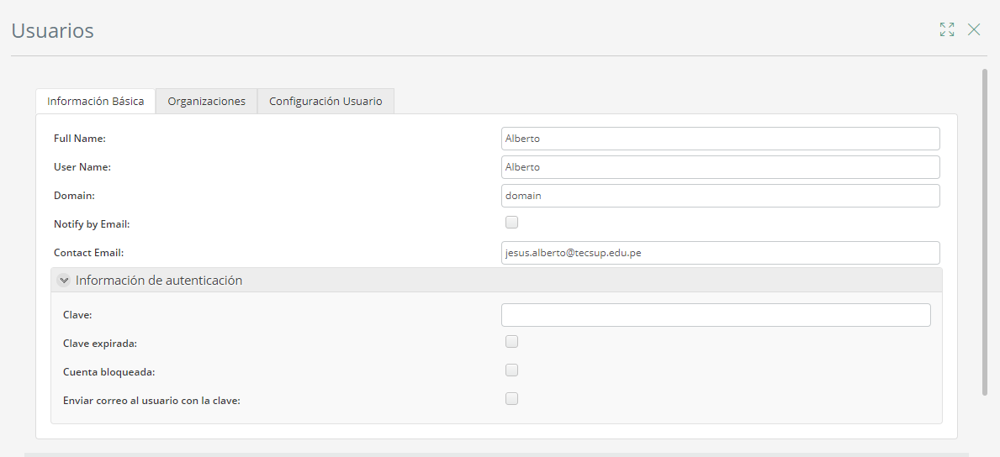 Usuarios
Información Básica Organizaciones Configuración Usuario
Full Name: Alberto
User Name: Alberto
Domain: domain
Notify by Email:
Contact Email: jesus.alberto@tecsup.edu.pe
Información de autenticación
Clave:
Clave expirada:
Cuenta bloqueada:
Enviar correo al usuario con la clave: